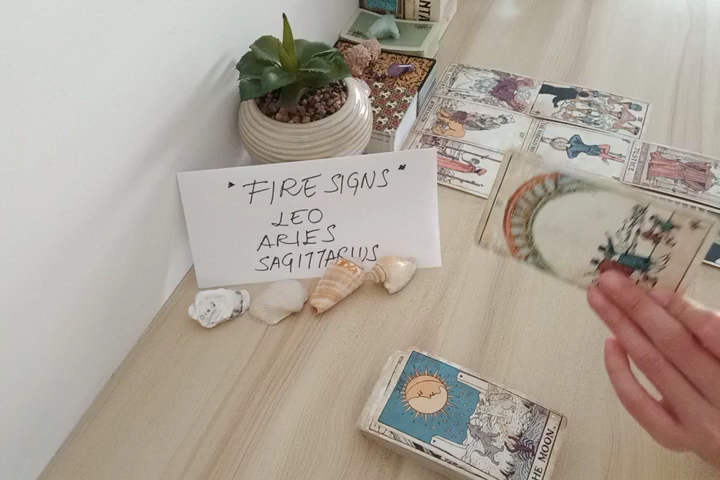 " FIRE SIGNS "
LEO
ARIES
SAGITTARIUS
THE MOON.